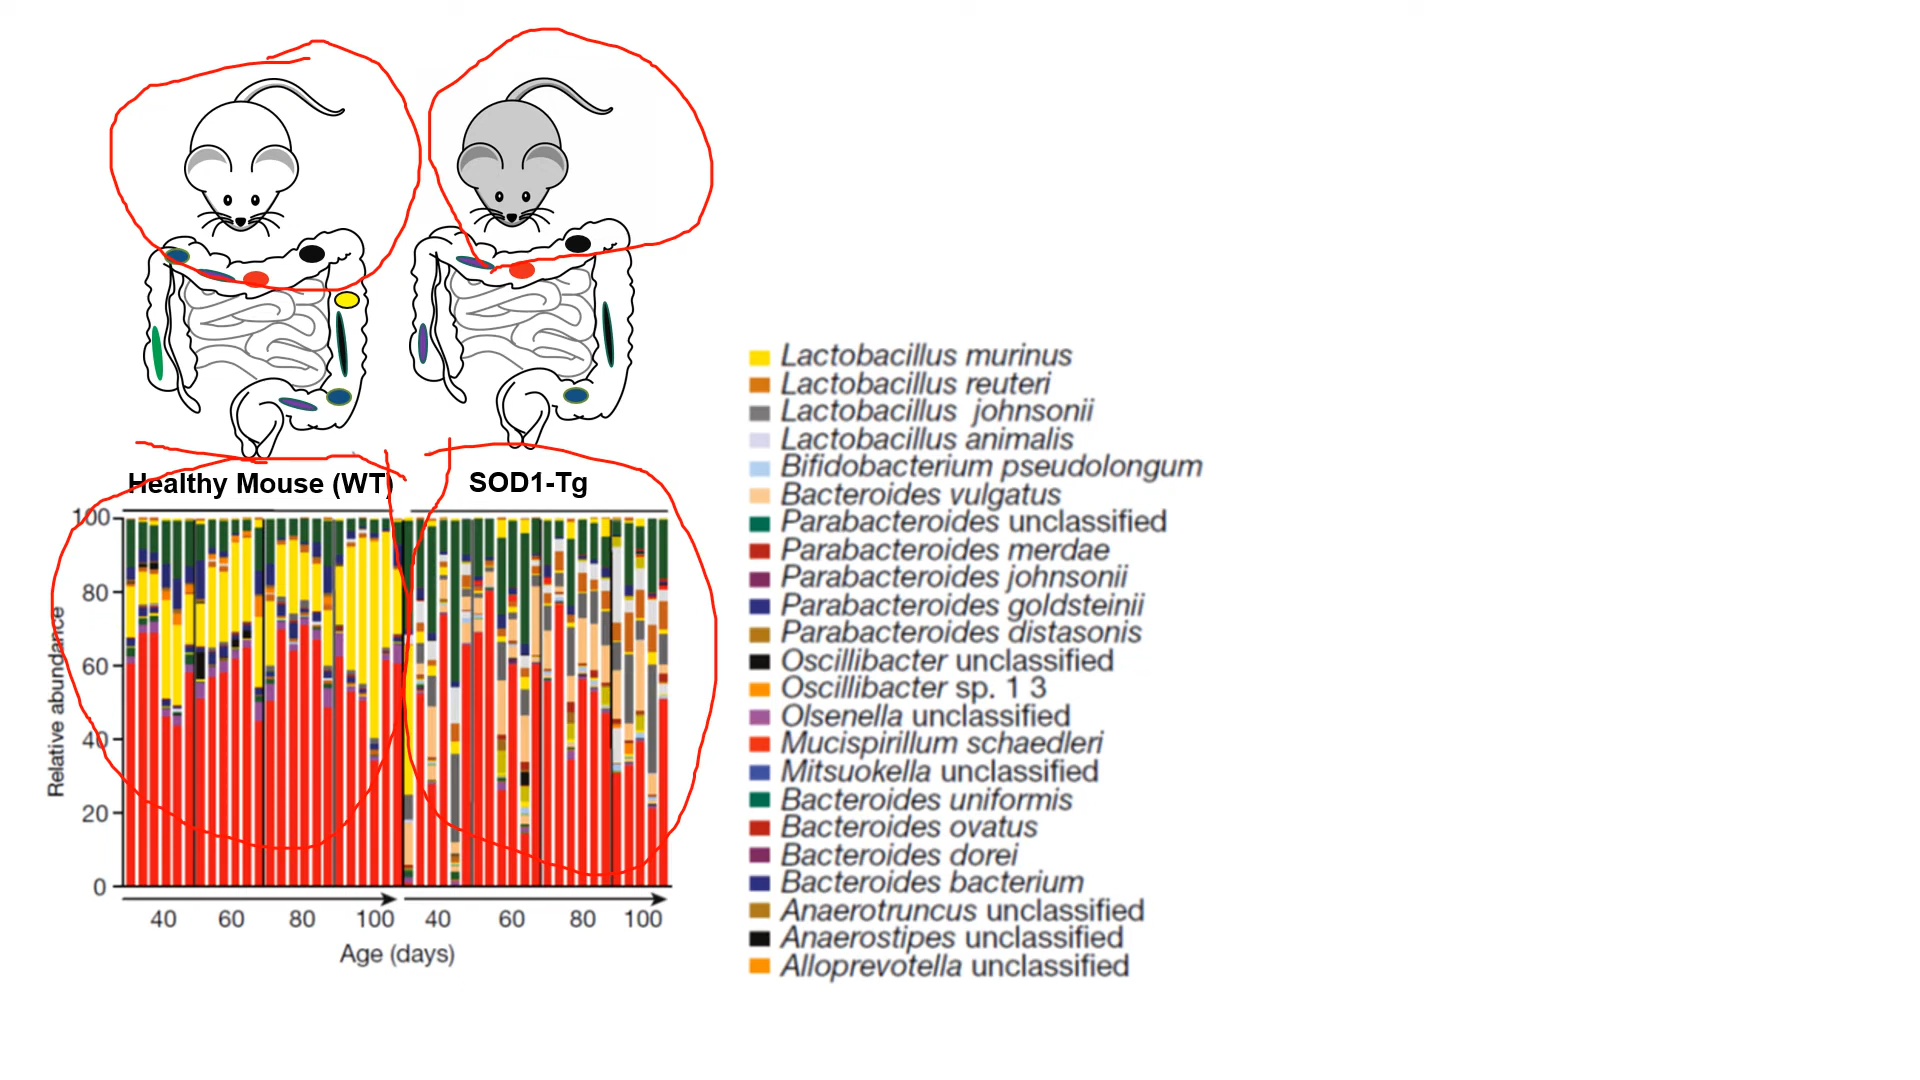 Healthy Mouse (WT)
SOD1-Tg
100
80
60
40
20
0
Relative abundance
40 60 80 100 40 60 80 100
Age (days)
Lactobacillus murinus
Lactobacillus reuteri
Lactobacillus johnsonii
Lactobacillus animalis
Bifidobacterium pseudolongum
Bacteroides vulgatus
Parabacteroides unclassified
Parabacteroides merdae
Parabacteroides johnsonii
Parabacteroides goldsteinii
Parabacteroides distasonis
Oscillibacter unclassified
Oscillibacter sp. 1 3
Olsenella unclassified
Mucispirillum schaedleri
Mitsuokella unclassified
Bacteroides uniformis
Bacteroides ovatus
Bacteroides dorei
Bacteroides bacterium
Anaerotruncus unclassified
Anaerostipes unclassified
Alloprevotella unclassified